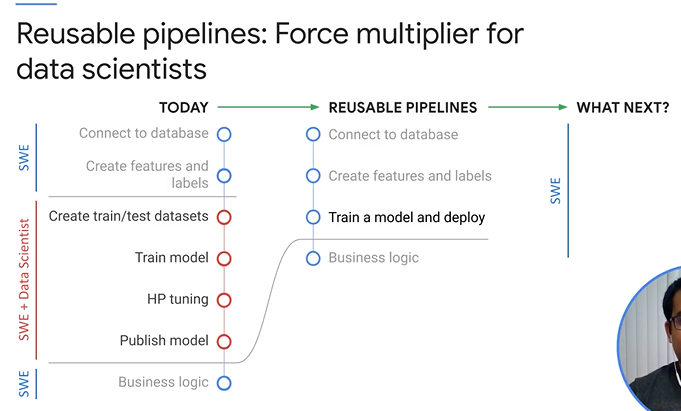 Reusable pipelines: Force multiplier for
data scientists
TODAY
REUSABLE PIPELINES
WHAT NEXT?
SWE
Connect to database
Create features and
labels
SWE + Data Scientist
Create train/test datasets
Train model
HP tuning
Publish model
SWE
Business logic
Connect to database
Create features and labels
Train a model and deploy
Business logic
SWE